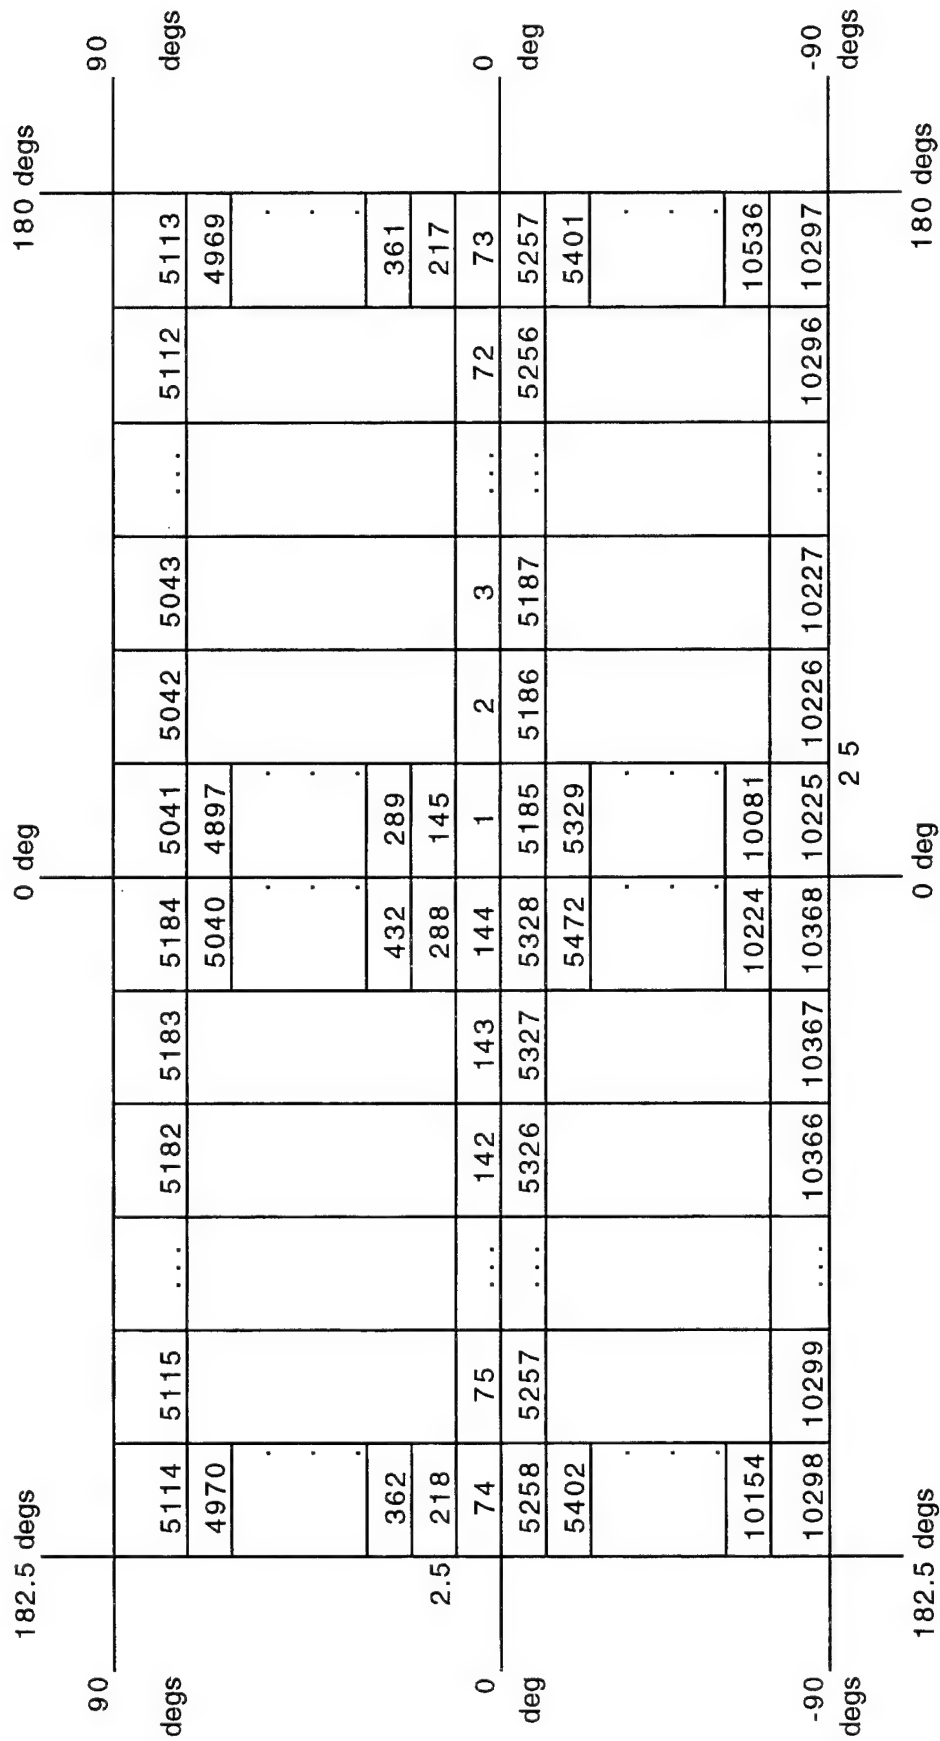 182.5 degs 0 deg 180 degs
90 90
degs 5114 5115 ... 5182 5183 5184 5041 5042 5043 ... 5112 5113 degs
4970 5040 4897 4969
. . . .
. . . .
. . . .
362 432 289 361
2.5 218 288 145 217
0 74 75 ... 142 143 144 1 2 3 ... 72 73 0
deg 5258 5257 ... 5326 5327 5328 5185 5186 5187 ... 5256 5257 deg
5402 5472 5329 5401
. . . .
. . . .
. . . .
10154 10224 10081 10536
-90 10298 10299 ... 10366 10367 10368 10225 10226 10227 ... 10296 10297 -90
degs 2 5 degs
182.5 degs 0 deg 180 degs